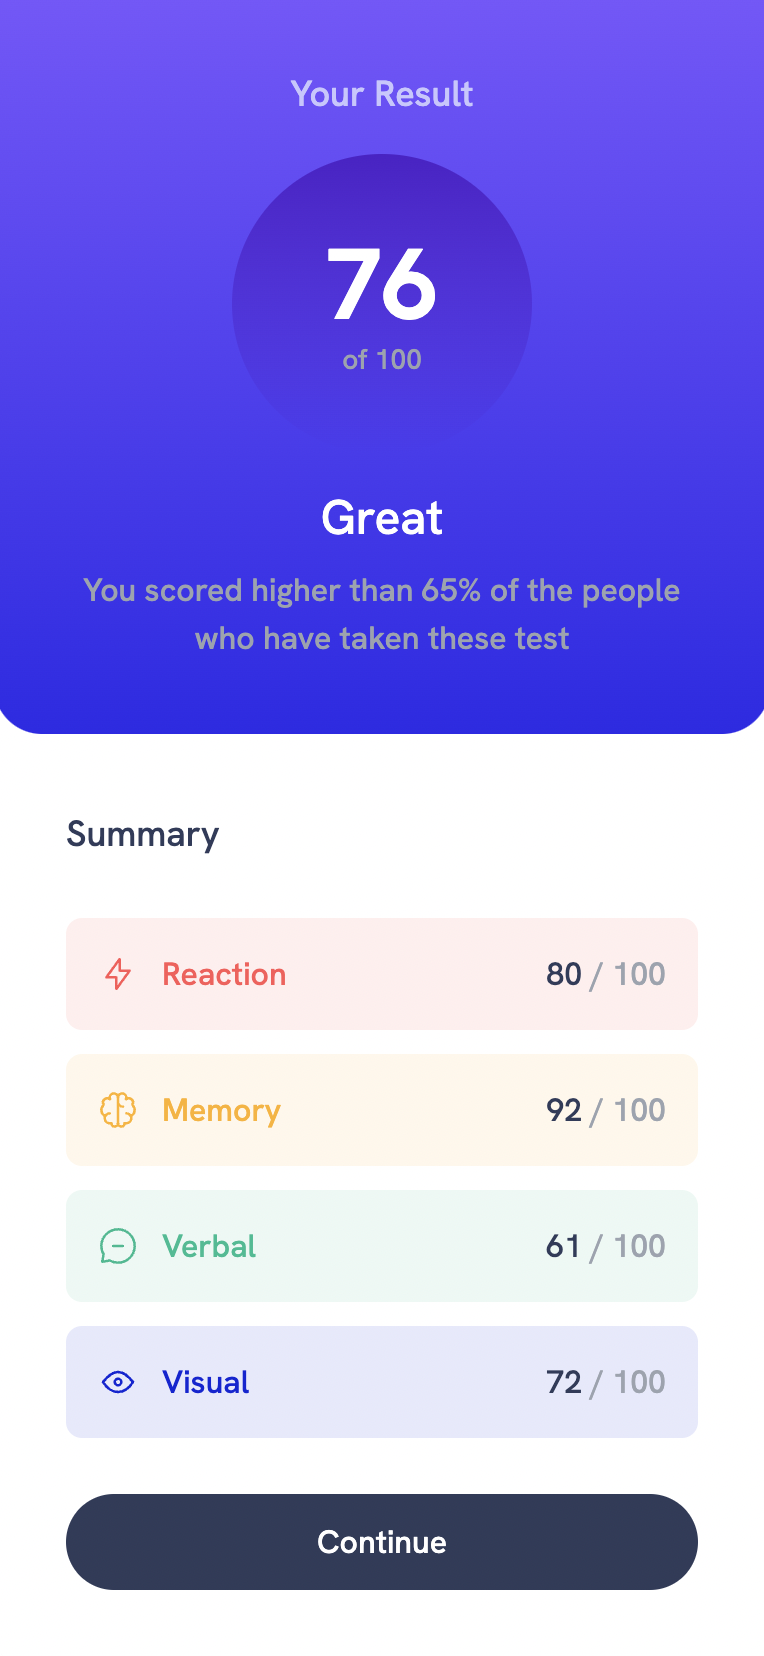 Your Result
76
of 100
Great
You scored higher than 65% of the people
who have taken these test
Summary
Reaction 80 / 100
Memory 92 / 100
Verbal 61 / 100
Visual 72 / 100
Continue